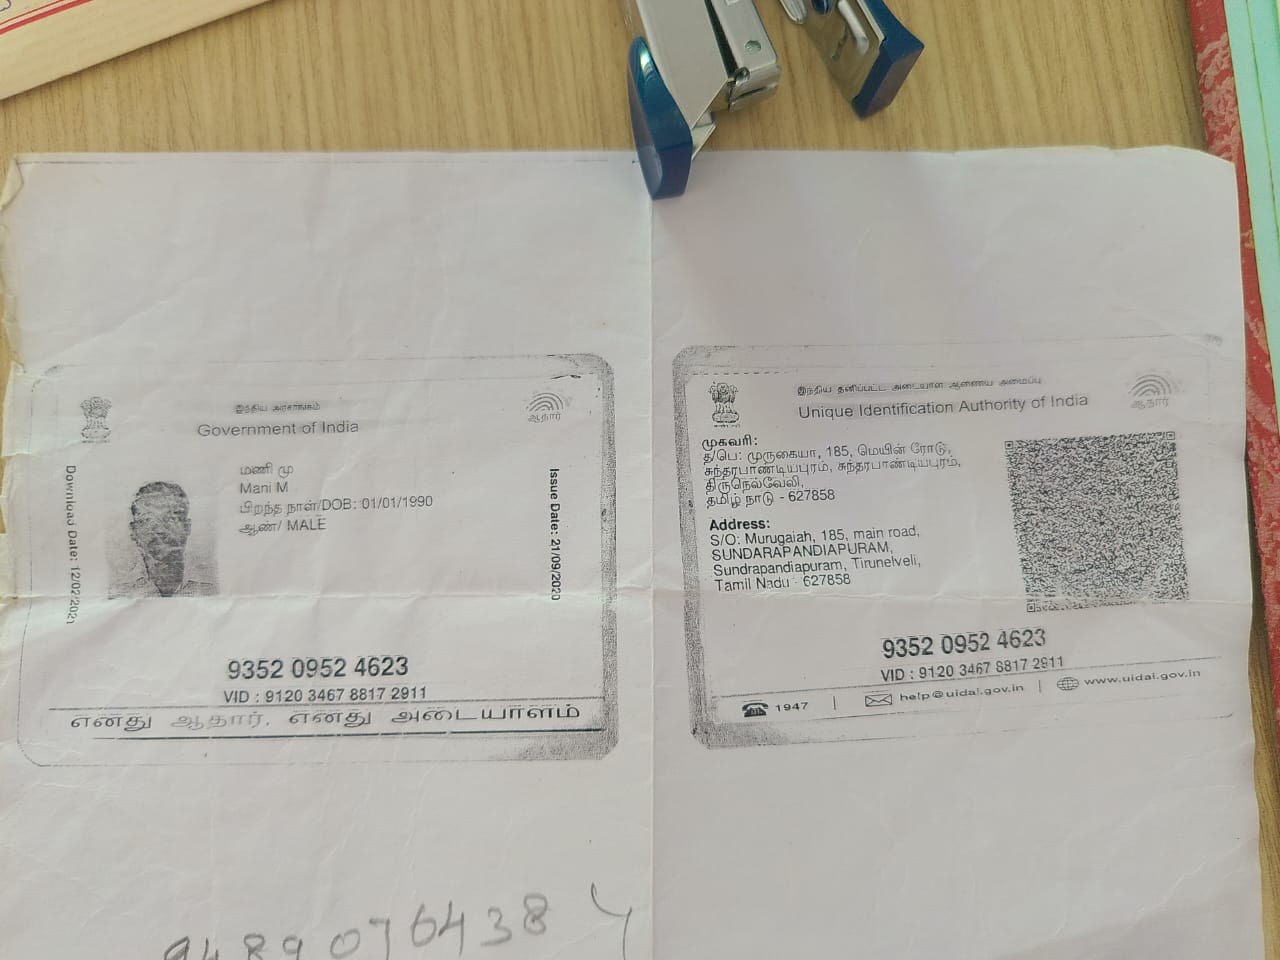 இந்திய அரசாங்கம்
Government of India
ஆதார்
Download Date: 12/02/2021
மணி மு
Mani M
பிறந்த நாள்/DOB: 01/01/1990
ஆண்/ MALE
Issue Date: 21/09/2020
9352 0952 4623
VID : 9120 3467 8817 2911
எனது ஆதார், எனது அடையாளம்
இந்திய தனிப்பட்ட அடையாள ஆணைய அமைப்பு
Unique Identification Authority of India
ஆதார்
முகவரி:
த/பெ: முருகையா, 185, மெயின் ரோடு,
சுந்தரபாண்டியபுரம், சுந்தரபாண்டியபுரம்,
திருநெல்வேலி,
தமிழ் நாடு - 627858
Address:
S/O: Murugaiah, 185, main road,
SUNDARAPANDIAPURAM,
Sundrapandiapuram, Tirunelveli,
Tamil Nadu - 627858
9352 0952 4623
VID : 9120 3467 8817 2911
1947 | help@uidai.gov.in | www.uidai.gov.in
9489076438